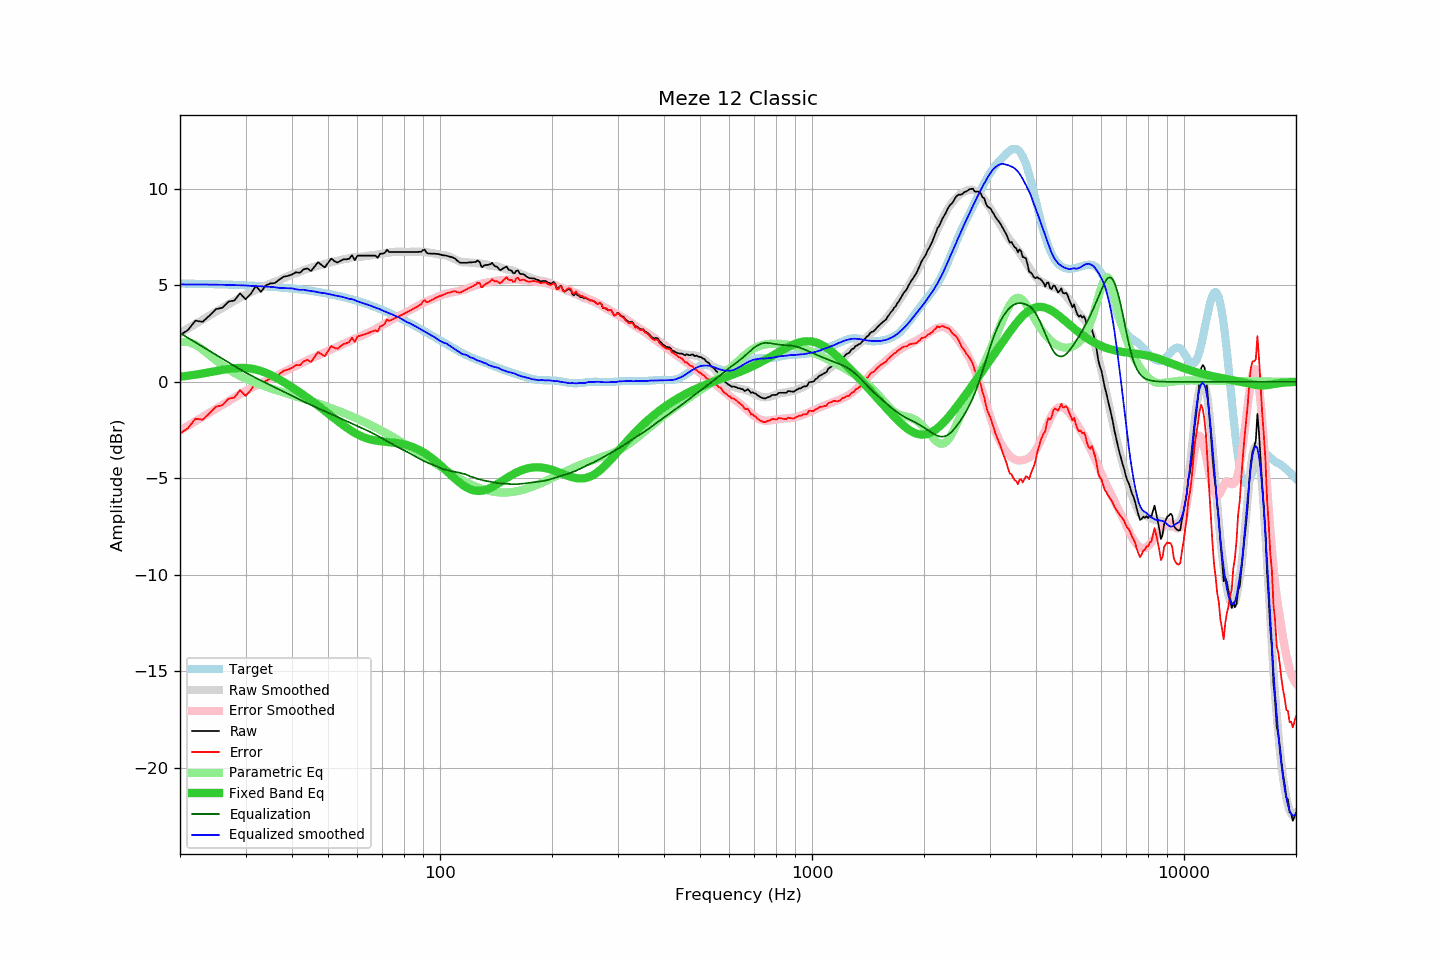 Meze 12 Classic
Amplitude (dBr)
10
5
0
−5
−10
−15
−20
Target
Raw Smoothed
Error Smoothed
Raw
Error
Parametric Eq
Fixed Band Eq
Equalization
Equalized smoothed
100
1000
10000
Frequency (Hz)